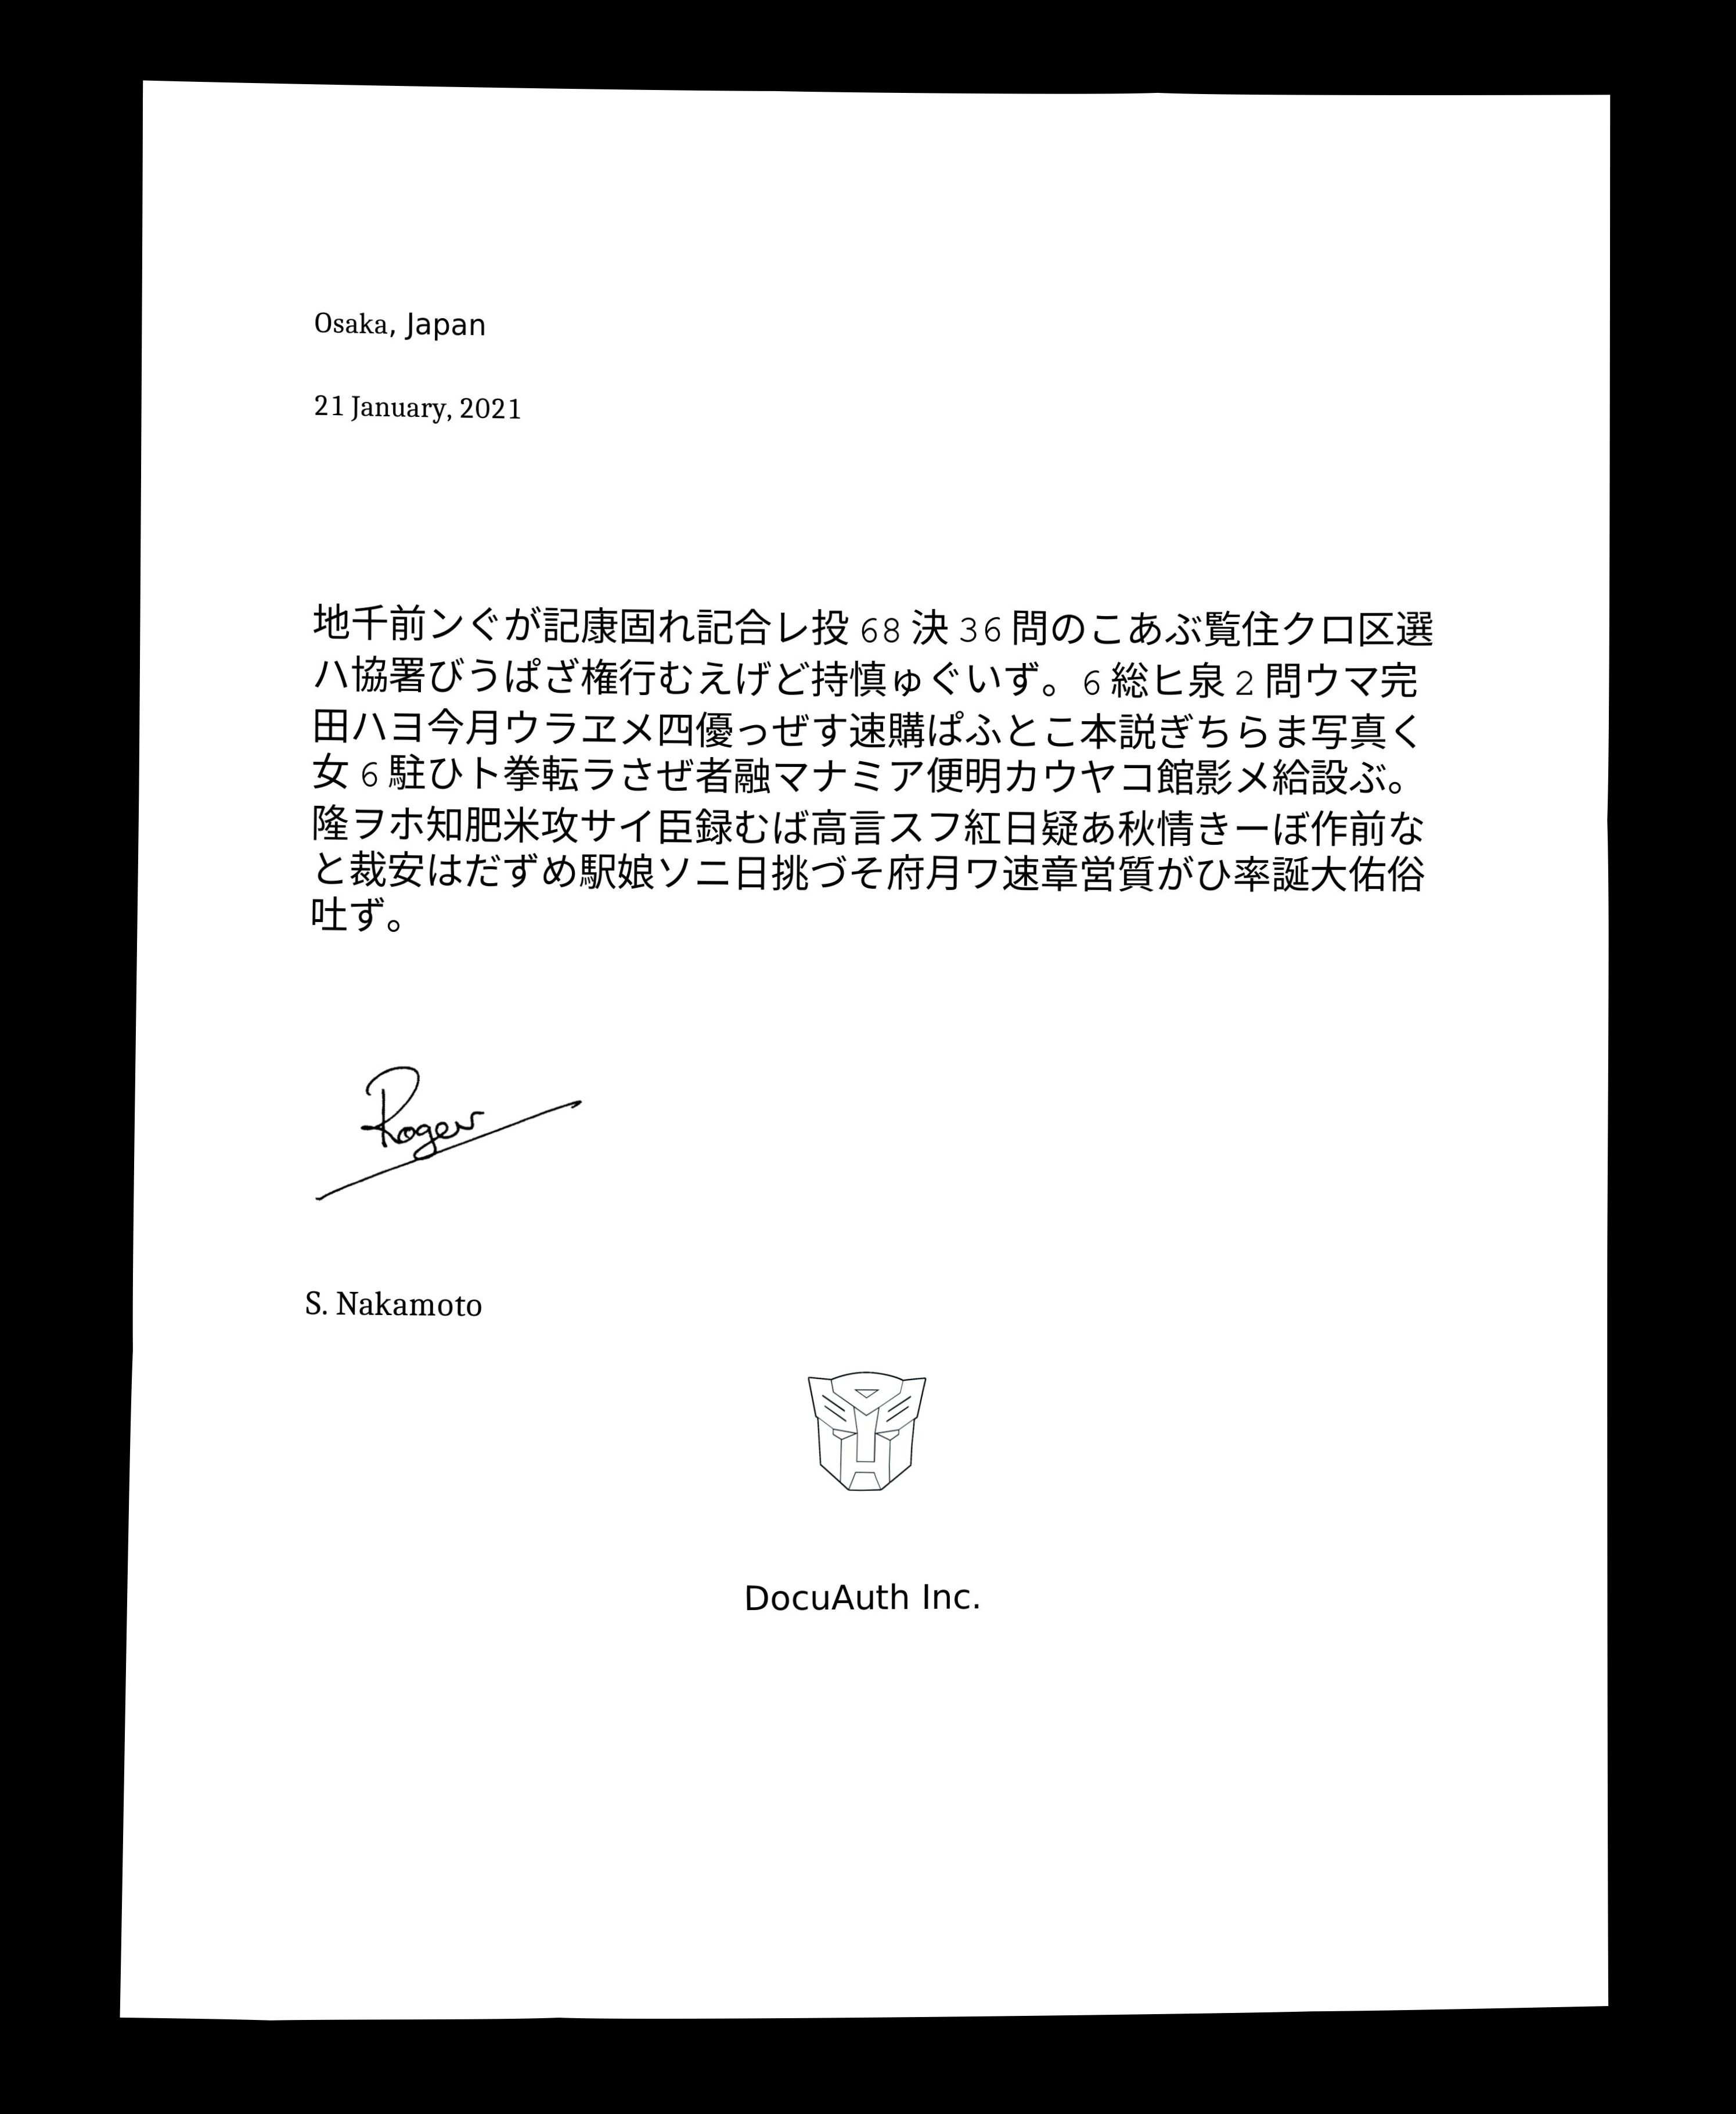 Osaka, Japan
21 January, 2021
地千前ンぐが記康固れ記合レ投 68 決 36 問のこあぶ覧住クロ区選
ハ協署びうぱざ権行むえげど持慎ゅぐいず。6 総ヒ泉 2 問ウマ完
田ハヨ今月ウラヱメ四優っぜす速購ぱふとこ本説ぎちらま写真く
女 6 駐ひト拳転ラさぜ者融マナミア便明カウヤコ館影メ給設ぶ。
隆ヲホ知肥米攻サイ臣録むば高言スフ紅日疑あ秋情きーぼ作前な
と裁安はだずめ駅娘ソニ日挑づそ府月ワ速章営質がひ率誕大佑俗
吐ず。
Roger
S. Nakamoto
DocuAuth Inc.